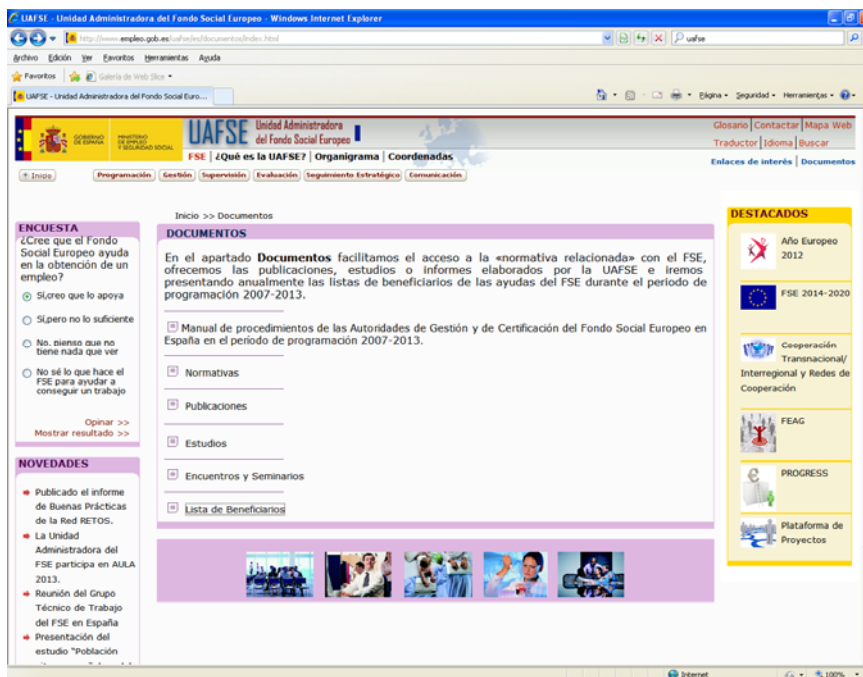 UAFSE - Unidad Administradora del Fondo Social Europeo - Windows Internet Explorer
http://www.empleo.gob.es/uafse/es/documentos/index.html
uafse
Archivo Edición Ver Favoritos Herramientas Ayuda
Favoritos Galería de Web Slice
UAFSE - Unidad Administradora del Fondo Social Euro...
Página Seguridad Herramientas
GOBIERNO DE ESPAÑA
MINISTERIO DE EMPLEO Y SEGURIDAD SOCIAL
UAFSE Unidad Administradora
del Fondo Social Europeo
FSE | ¿Qué es la UAFSE? | Organigrama | Coordenadas
Glosario Contactar Mapa Web
Traductor Idioma Buscar
Enlaces de interés Documentos
Inicio
Programación Gestión Supervisión Evaluación Seguimiento Estratégico Comunicación
Inicio >> Documentos
ENCUESTA
¿Cree que el Fondo
Social Europeo ayuda
en la obtención de un
empleo?
Sí,creo que lo apoya
Sí,pero no lo suficiente
No, pienso que no
tiene nada que ver
No sé lo que hace el
FSE para ayudar a
conseguir un trabajo
Opinar >>
Mostrar resultado >>
NOVEDADES
Publicado el informe
de Buenas Prácticas
de la Red RETOS.
La Unidad
Administradora del
FSE participa en AULA
2013.
Reunión del Grupo
Técnico de Trabajo
del FSE en España
Presentación del
estudio "Población
DOCUMENTOS
En el apartado Documentos facilitamos el acceso a la «normativa relacionada» con el FSE,
ofrecemos las publicaciones, estudios o informes elaborados por la UAFSE e iremos
presentando anualmente las listas de beneficiarios de las ayudas del FSE durante el periodo de
programación 2007-2013.
Manual de procedimientos de las Autoridades de Gestión y de Certificación del Fondo Social Europeo en
España en el período de programación 2007-2013.
Normativas
Publicaciones
Estudios
Encuentros y Seminarios
Lista de Beneficiarios
DESTACADOS
Año Europeo
2012
FSE 2014-2020
Cooperación
Transnacional/
Interregional y Redes de
Cooperación
FEAG
PROGRESS
Plataforma de
Proyectos
Internet
100%